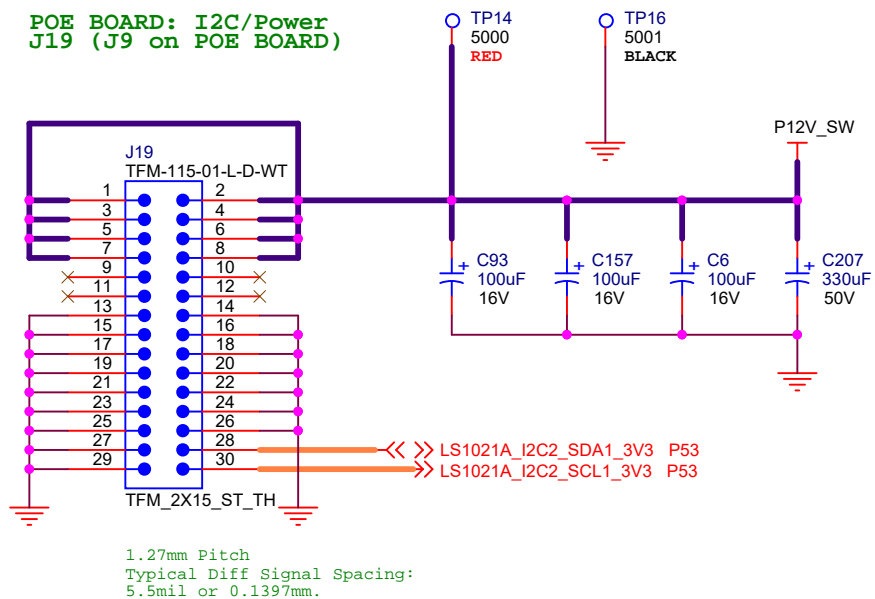 POE BOARD: I2C/Power
J19 (J9 on POE BOARD)
TP14
5000
RED
TP16
5001
BLACK
P12V_SW
J19
TFM-115-01-L-D-WT
1 2
3 4
5 6
7 8
9 10
11 12
13 14
15 16
17 18
19 20
21 22
23 24
25 26
27 28
29 30
TFM_2X15_ST_TH
+ C93
100uF
16V
+ C157
100uF
16V
+ C6
100uF
16V
+ C207
330uF
50V
LS1021A_I2C2_SDA1_3V3 P53
LS1021A_I2C2_SCL1_3V3 P53
1.27mm Pitch
Typical Diff Signal Spacing:
5.5mil or 0.1397mm.